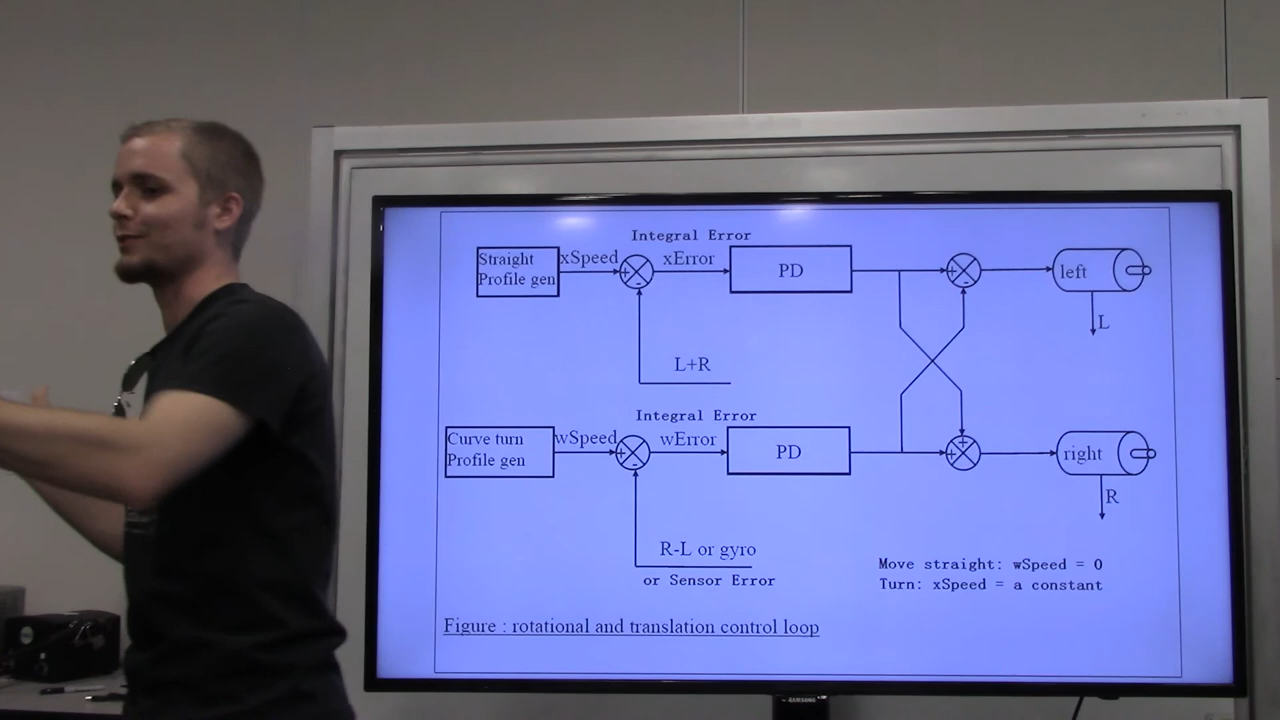 Integral Error
Straight
Profile gen
xSpeed
+
-
xError
PD
+
-
left
L
L+R
Integral Error
Curve turn
Profile gen
wSpeed
+
-
wError
PD
+
+
right
R
R-L or gyro
or Sensor Error
Move straight: wSpeed = 0
Turn: xSpeed = a constant
Figure : rotational and translation control loop
SAMSUNG